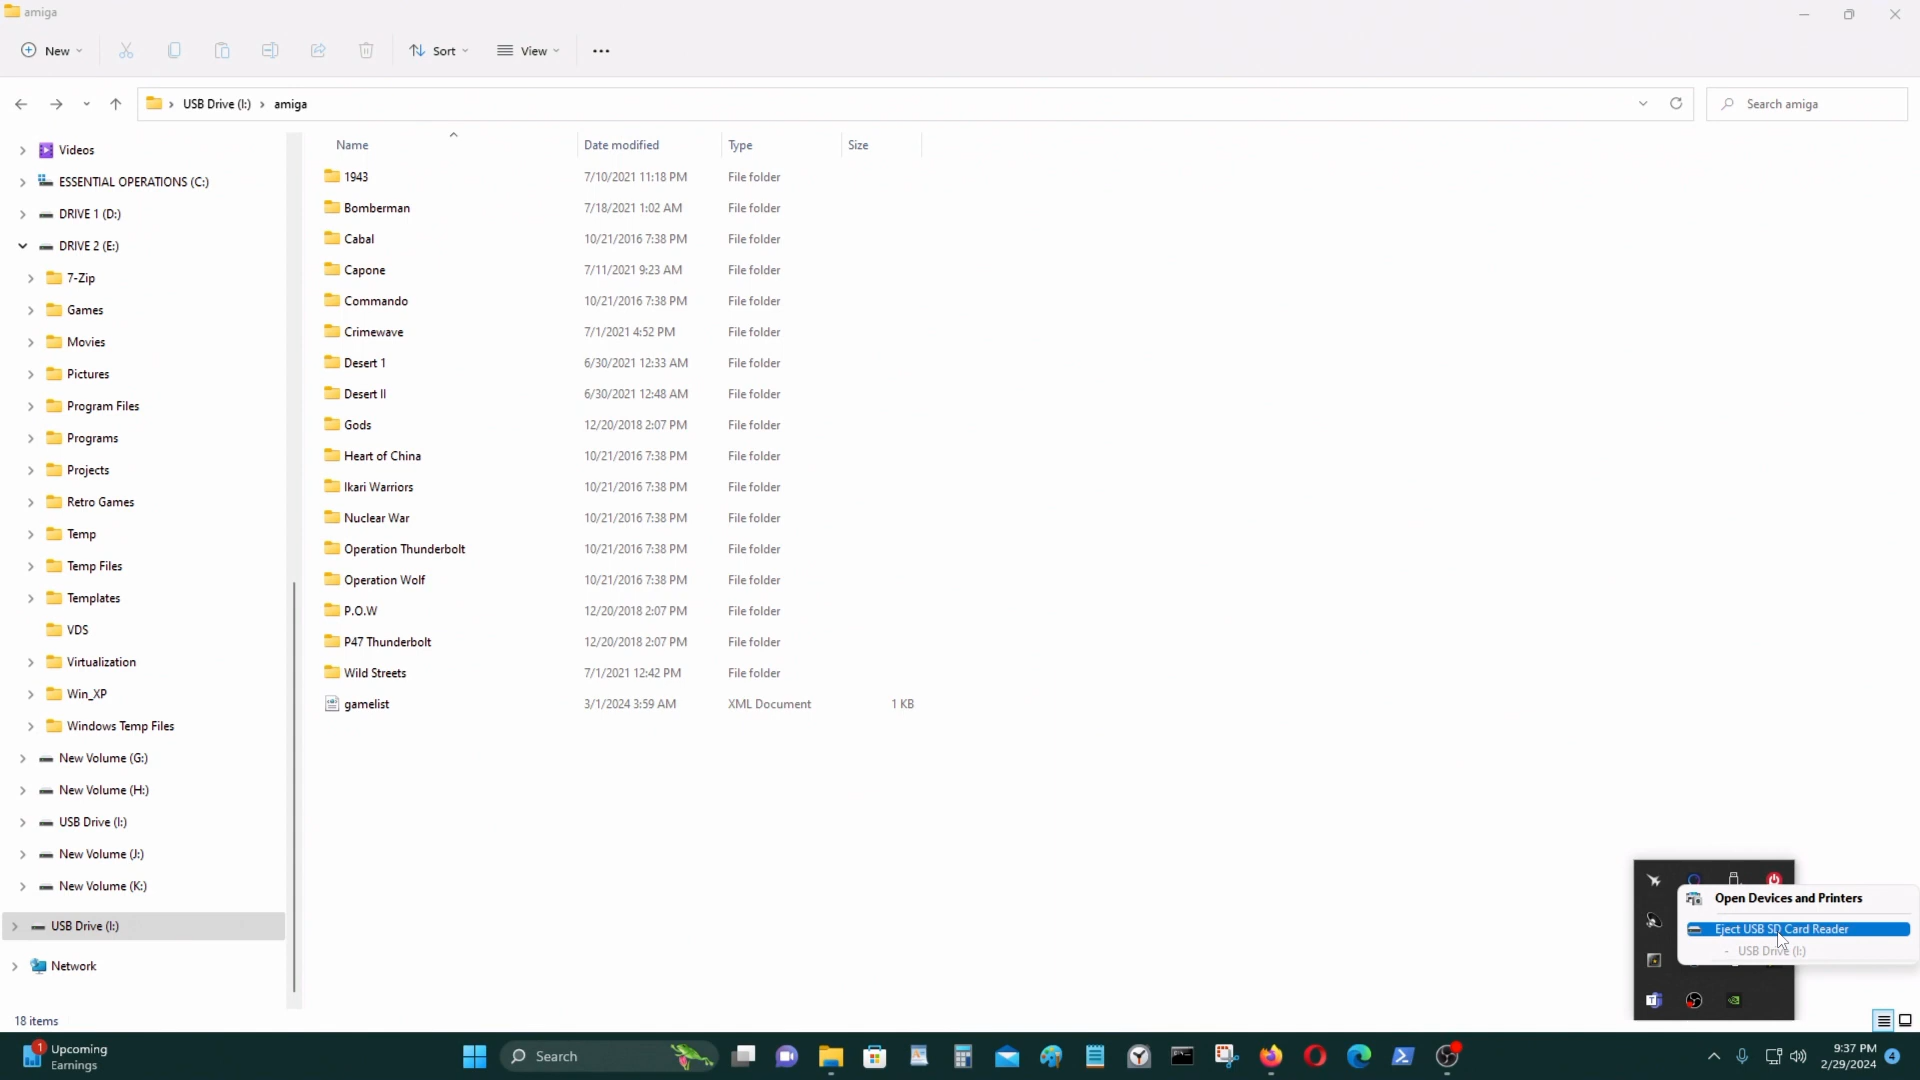 amiga
New
Sort
View
USB Drive (I:) > amiga
Search amiga
Videos
ESSENTIAL OPERATIONS (C:)
DRIVE 1 (D:)
DRIVE 2 (E:)
7-Zip
Games
Movies
Pictures
Program Files
Programs
Projects
Retro Games
Temp
Temp Files
Templates
VDS
Virtualization
Win_XP
Windows Temp Files
New Volume (G:)
New Volume (H:)
USB Drive (I:)
New Volume (J:)
New Volume (K:)
USB Drive (I:)
Network
Name Date modified Type Size
1943 7/10/2021 11:18 PM File folder
Bomberman 7/18/2021 1:02 AM File folder
Cabal 10/21/2016 7:38 PM File folder
Capone 7/11/2021 9:23 AM File folder
Commando 10/21/2016 7:38 PM File folder
Crimewave 7/1/2021 4:52 PM File folder
Desert 1 6/30/2021 12:33 AM File folder
Desert II 6/30/2021 12:48 AM File folder
Gods 12/20/2018 2:07 PM File folder
Heart of China 10/21/2016 7:38 PM File folder
Ikari Warriors 10/21/2016 7:38 PM File folder
Nuclear War 10/21/2016 7:38 PM File folder
Operation Thunderbolt 10/21/2016 7:38 PM File folder
Operation Wolf 10/21/2016 7:38 PM File folder
P.O.W 12/20/2018 2:07 PM File folder
P47 Thunderbolt 12/20/2018 2:07 PM File folder
Wild Streets 7/1/2021 12:42 PM File folder
gamelist 3/1/2024 3:59 AM XML Document 1 KB
Open Devices and Printers
Eject USB SD Card Reader
- USB Drive (I:)
18 items
1
Upcoming
Earnings
Search
9:37 PM
2/29/2024
4